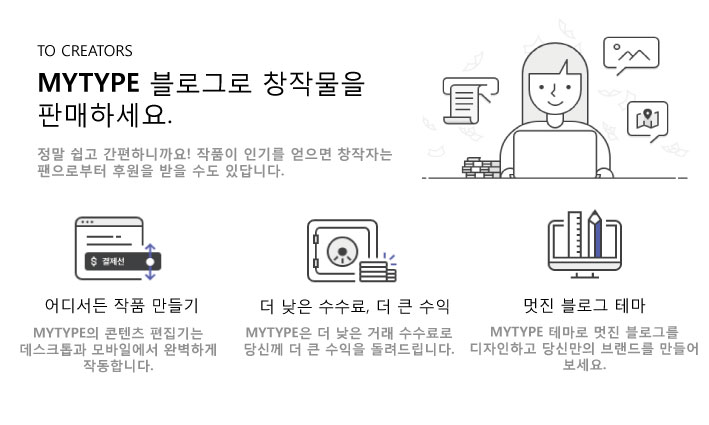 TO CREATORS
MYTYPE 블로그로 창작물을
판매하세요.
정말 쉽고 간편하니까요! 작품이 인기를 얻으면 창작자는
팬으로부터 후원을 받을 수도 있답니다.
$ 결제선
어디서든 작품 만들기
MYTYPE의 콘텐츠 편집기는
데스크톱과 모바일에서 완벽하게
작동합니다.
더 낮은 수수료, 더 큰 수익
MYTYPE은 더 낮은 거래 수수료로
당신께 더 큰 수익을 돌려드립니다.
멋진 블로그 테마
MYTYPE 테마로 멋진 블로그를
디자인하고 당신만의 브랜드를 만들어
보세요.